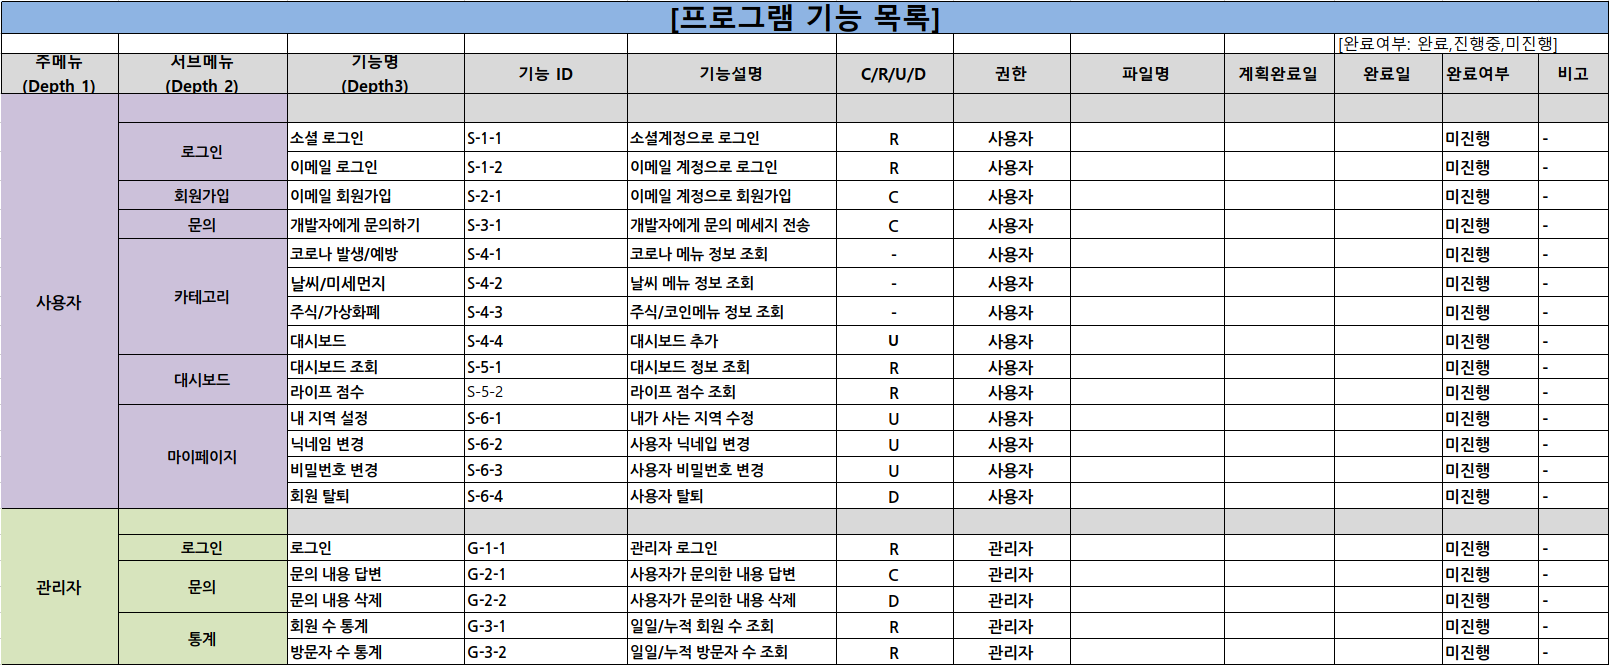 [프로그램 기능 목록]
[완료여부: 완료,진행중,미진행]
주메뉴 (Depth 1) 서브메뉴 (Depth 2) 기능명 (Depth3) 기능 ID 기능설명 C/R/U/D 권한 파일명 계획완료일 완료일 완료여부 비고
사용자
로그인
소셜 로그인 S-1-1 소셜계정으로 로그인 R 사용자 미진행 -
이메일 로그인 S-1-2 이메일 계정으로 로그인 R 사용자 미진행 -
회원가입 이메일 회원가입 S-2-1 이메일 계정으로 회원가입 C 사용자 미진행 -
문의 개발자에게 문의하기 S-3-1 개발자에게 문의 메세지 전송 C 사용자 미진행 -
카테고리
코로나 발생/예방 S-4-1 코로나 메뉴 정보 조회 - 사용자 미진행 -
날씨/미세먼지 S-4-2 날씨 메뉴 정보 조회 - 사용자 미진행 -
주식/가상화폐 S-4-3 주식/코인메뉴 정보 조회 - 사용자 미진행 -
대시보드 S-4-4 대시보드 추가 U 사용자 미진행 -
대시보드
대시보드 조회 S-5-1 대시보드 정보 조회 R 사용자 미진행 -
라이프 점수 S-5-2 라이프 점수 조회 R 사용자 미진행 -
마이페이지
내 지역 설정 S-6-1 내가 사는 지역 수정 U 사용자 미진행 -
닉네임 변경 S-6-2 사용자 닉네입 변경 U 사용자 미진행 -
비밀번호 변경 S-6-3 사용자 비밀번호 변경 U 사용자 미진행 -
회원 탈퇴 S-6-4 사용자 탈퇴 D 사용자 미진행 -
관리자
로그인 로그인 G-1-1 관리자 로그인 R 관리자 미진행 -
문의
문의 내용 답변 G-2-1 사용자가 문의한 내용 답변 C 관리자 미진행 -
문의 내용 삭제 G-2-2 사용자가 문의한 내용 삭제 D 관리자 미진행 -
통계
회원 수 통계 G-3-1 일일/누적 회원 수 조회 R 관리자 미진행 -
방문자 수 통계 G-3-2 일일/누적 방문자 수 조회 R 관리자 미진행 -